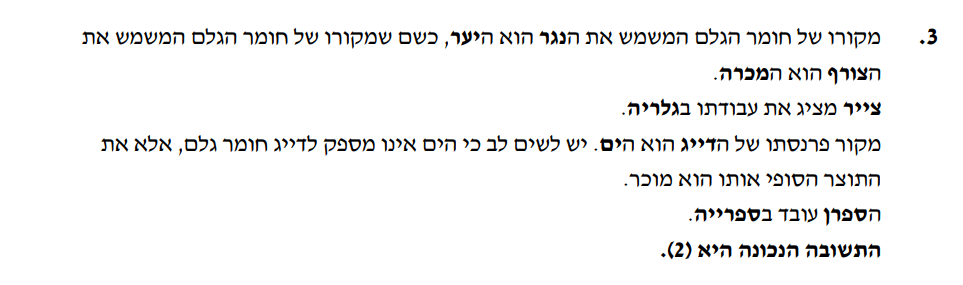 3. מקורו של חומר הגלם המשמש את הנגר הוא היער, כשם שמקורו של חומר הגלם המשמש את
הצורף הוא המכרה.
צייר מציג את עבודתו בגלריה.
מקור פרנסתו של הדייג הוא הים. יש לשים לב כי הים אינו מספק לדייג חומר גלם, אלא את
התוצר הסופי אותו הוא מוכר.
הספרן עובד בספרייה.
התשובה הנכונה היא (2).